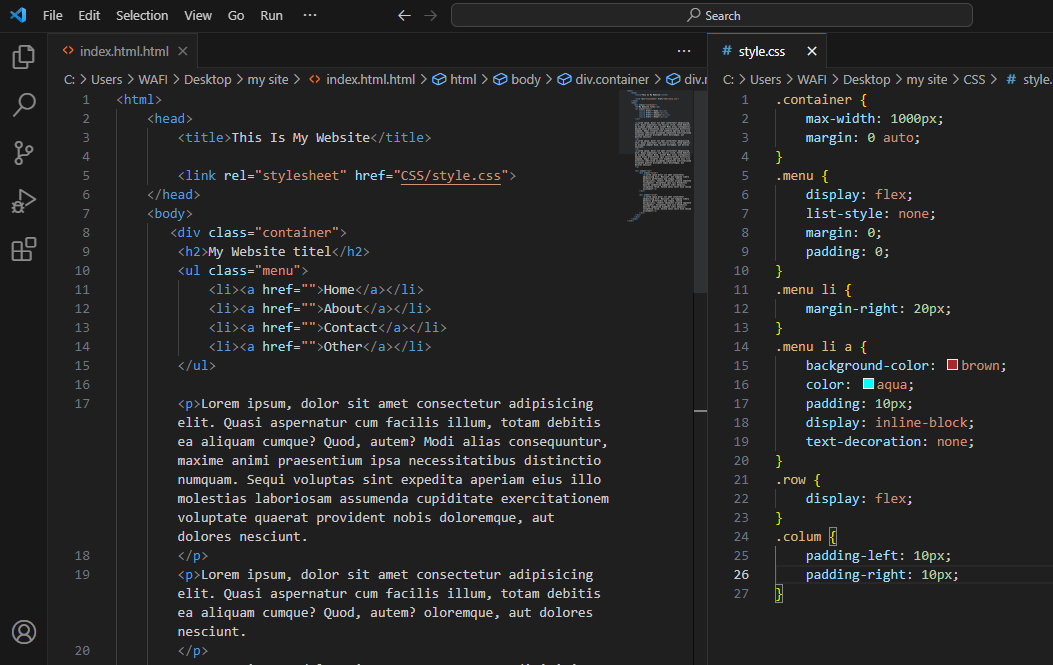 File Edit Selection View Go Run ··· Search
index.html.html
C: > Users > WAFI > Desktop > my site > index.html.html > html > body > div.container > div.r
1 <html>
2 <head>
3 <title>This Is My Website</title>
4
5 <link rel="stylesheet" href="CSS/style.css">
6 </head>
7 <body>
8 <div class="container">
9 <h2>My Website titel</h2>
10 <ul class="menu">
11 <li><a href="">Home</a></li>
12 <li><a href="">About</a></li>
13 <li><a href="">Contact</a></li>
14 <li><a href="">Other</a></li>
15 </ul>
16
17 <p>Lorem ipsum, dolor sit amet consectetur adipisicing
elit. Quasi aspernatur cum facilis illum, totam debitis
ea aliquam cumque? Quod, autem? Modi alias consequuntur,
maxime animi praesentium ipsa necessitatibus distinctio
numquam. Sequi voluptas sint expedita aperiam eius illo
molestias laboriosam assumenda cupiditate exercitationem
voluptate quaerat provident nobis doloremque, aut
dolores nesciunt.
18 </p>
19 <p>Lorem ipsum, dolor sit amet consectetur adipisicing
elit. Quasi aspernatur cum facilis illum, totam debitis
ea aliquam cumque? Quod, autem? oloremque, aut dolores
nesciunt.
20 </p>
# style.css
C: > Users > WAFI > Desktop > my site > CSS > # style.
1 .container {
2 max-width: 1000px;
3 margin: 0 auto;
4 }
5 .menu {
6 display: flex;
7 list-style: none;
8 margin: 0;
9 padding: 0;
10 }
11 .menu li {
12 margin-right: 20px;
13 }
14 .menu li a {
15 background-color: brown;
16 color: aqua;
17 padding: 10px;
18 display: inline-block;
19 text-decoration: none;
20 }
21 .row {
22 display: flex;
23 }
24 .colum {
25 padding-left: 10px;
26 padding-right: 10px;
27 }